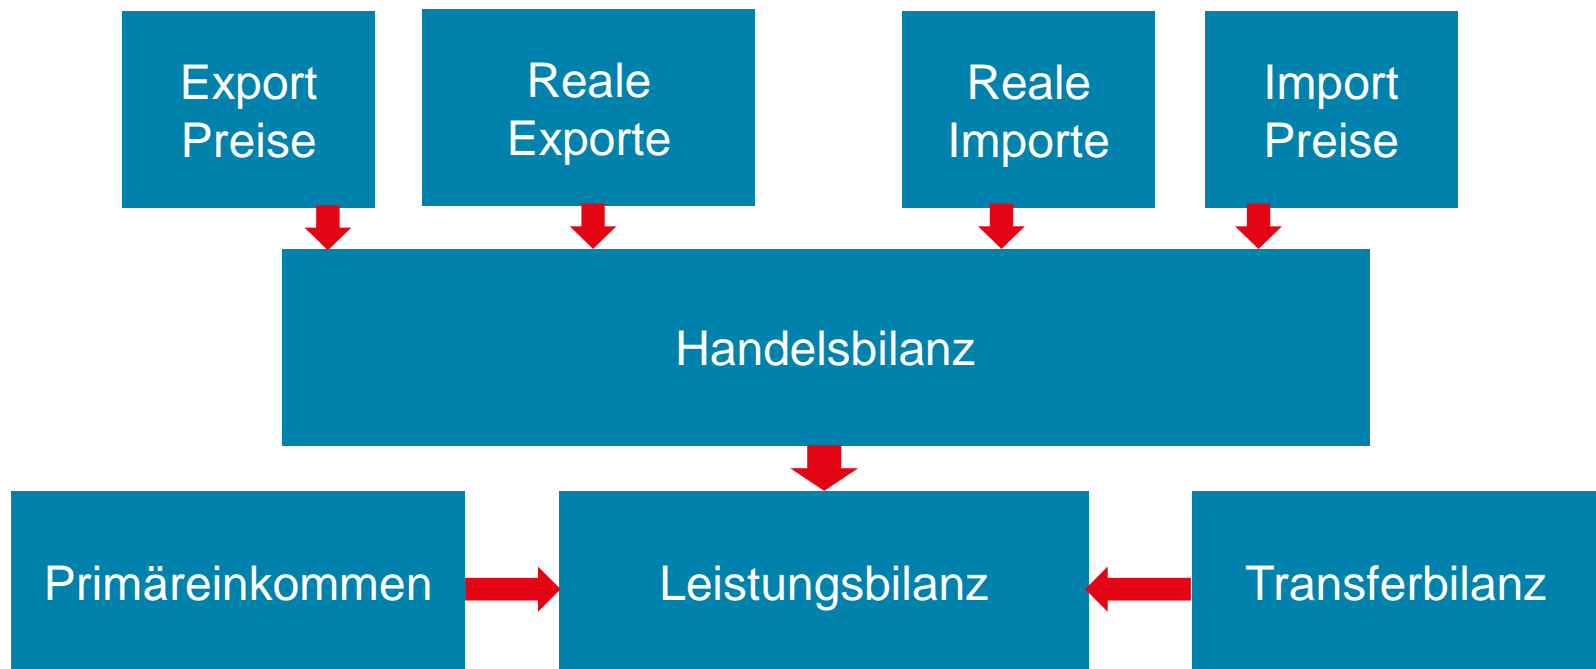 Export
Preise
Reale
Exporte
Reale
Importe
Import
Preise
Handelsbilanz
Primäreinkommen
Leistungsbilanz
Transferbilanz